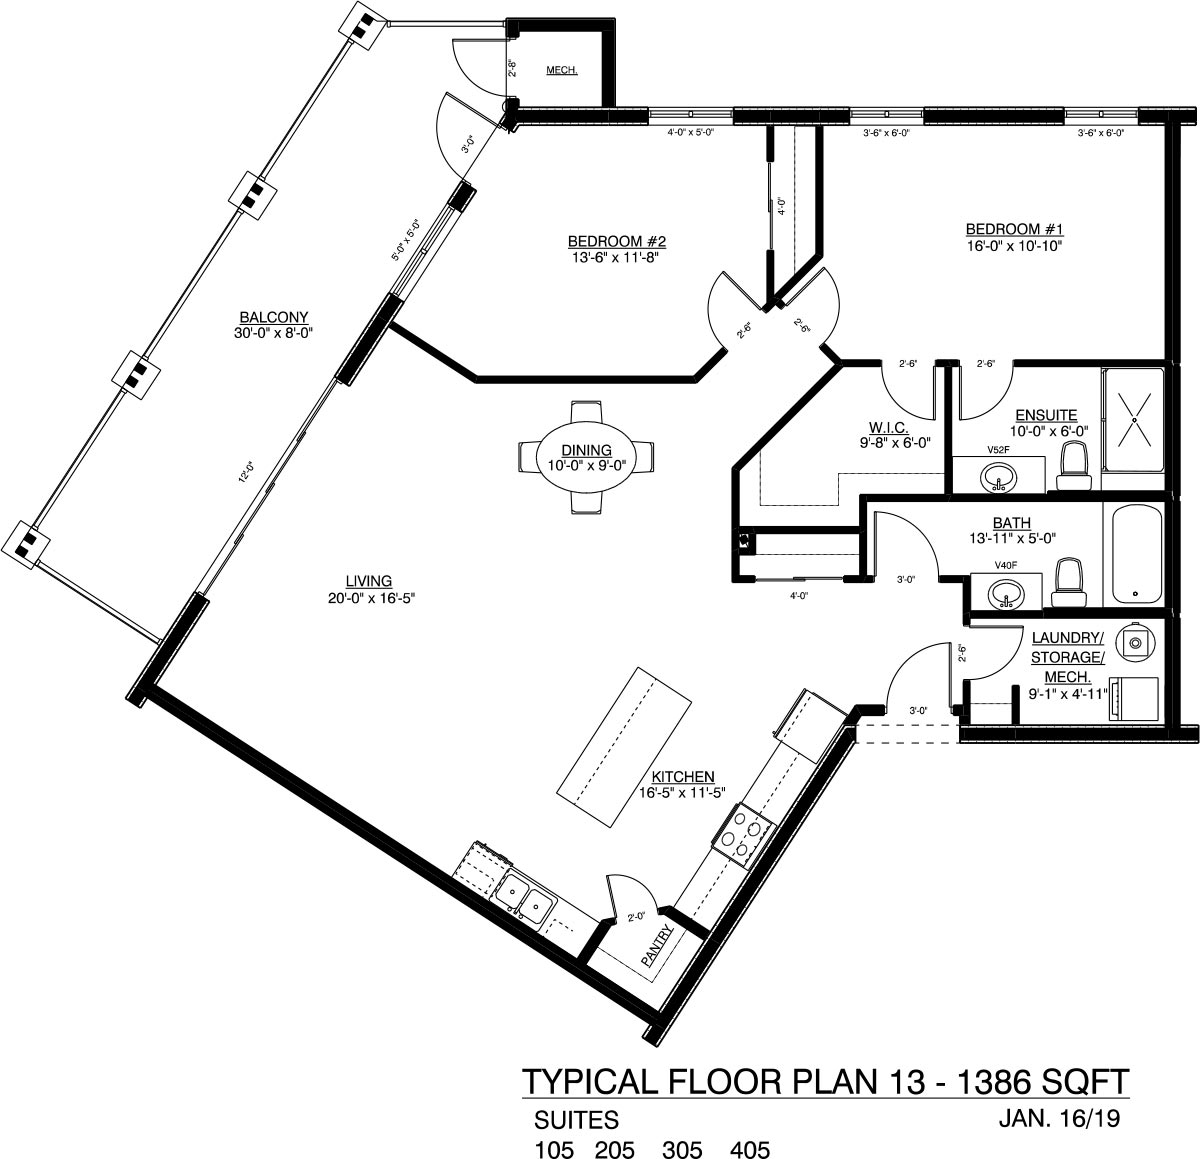 2'-8"
MECH.
4'-0" x 5'-0"
3'-6" x 6'-0"
3'-6" x 6'-0"
3'-0"
4'-0"
5'-0" x 5'-0"
BEDROOM #2
13'-6" x 11'-8"
BEDROOM #1
16'-0" x 10'-10"
BALCONY
30'-0" x 8'-0"
2'-6"
2'-6"
2'-6"
2'-6"
W.I.C.
9'-8" x 6'-0"
ENSUITE
10'-0" x 6'-0"
V52F
DINING
10'-0" x 9'-0"
12'-0"
BATH
13'-11" x 5'-0"
V40F
LIVING
20'-0" x 16'-5"
4'-0"
3'-0"
2'-6"
LAUNDRY/
STORAGE/
MECH.
9'-1" x 4'-11"
3'-0"
KITCHEN
16'-5" x 11'-5"
2'-0"
PANTRY
TYPICAL FLOOR PLAN 13 - 1386 SQFT
SUITES
JAN. 16/19
105 205 305 405